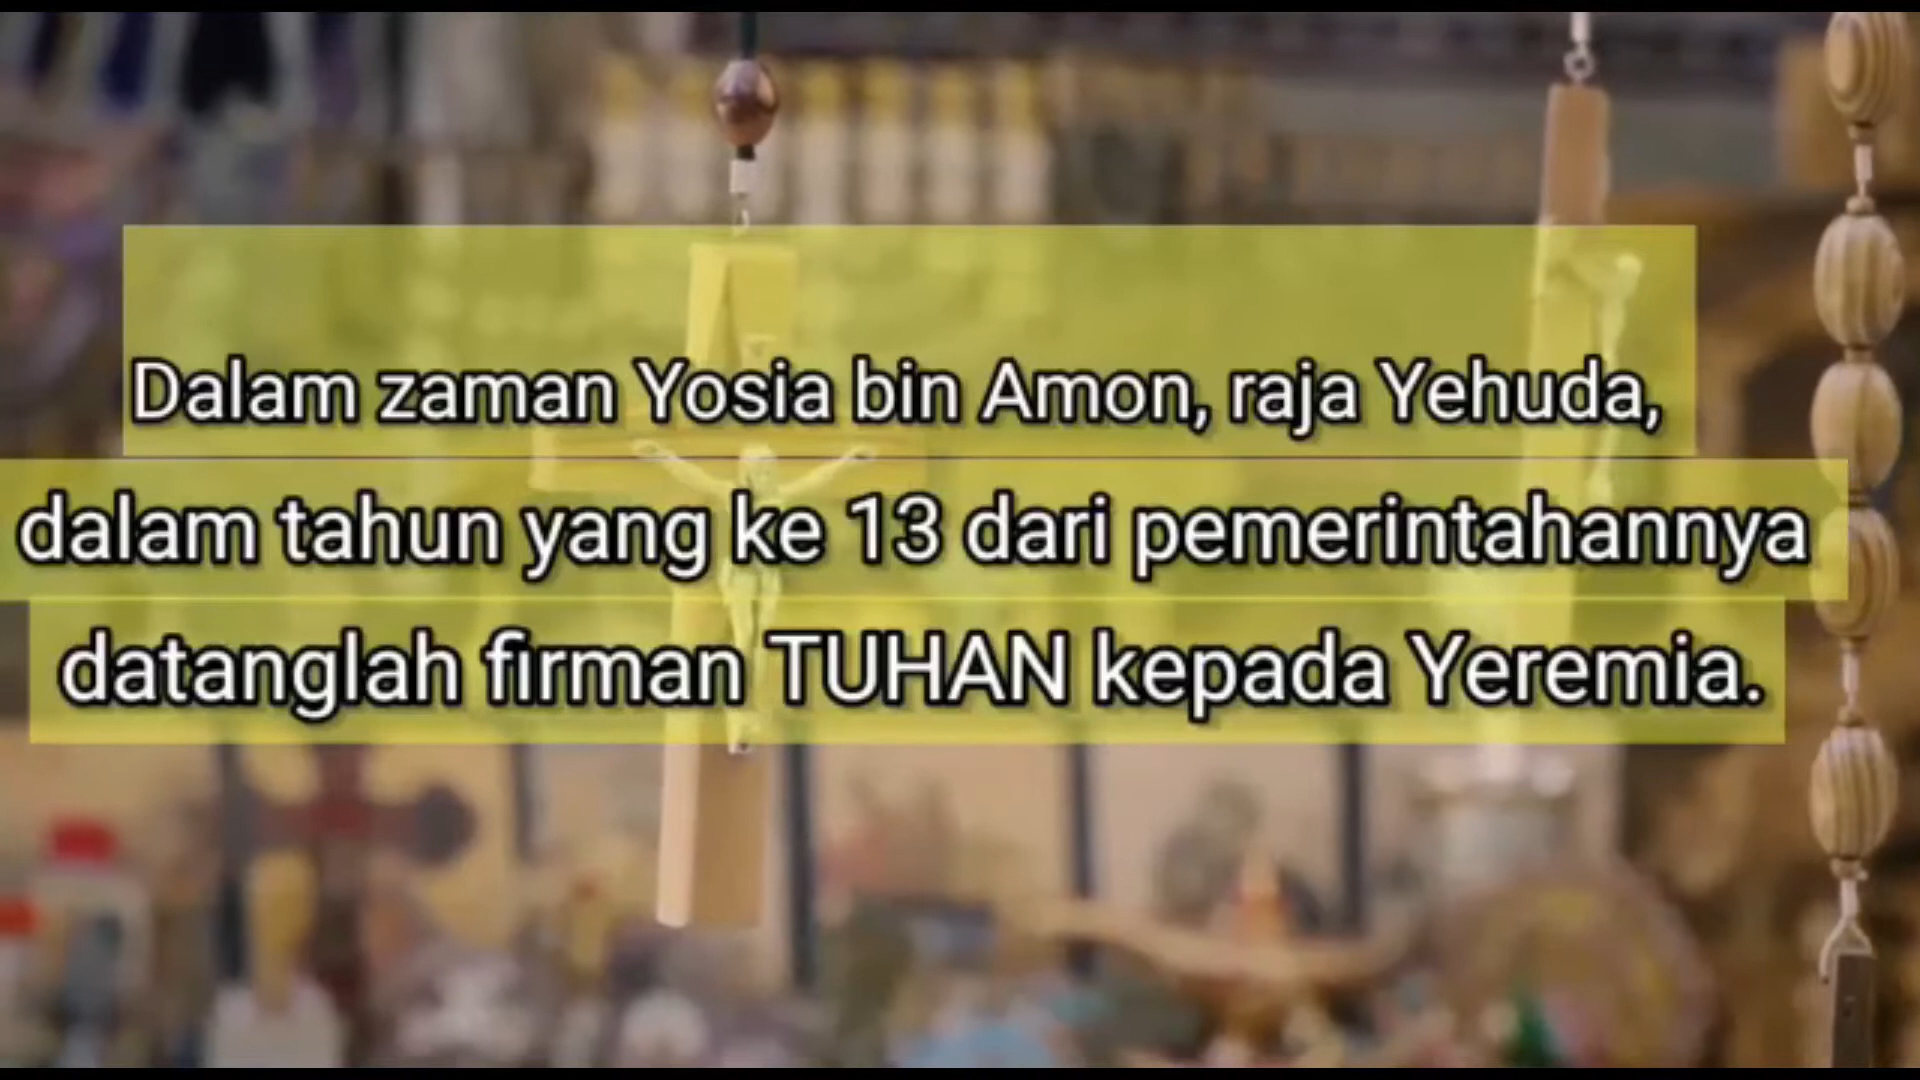 Dalam zaman Yosia bin Amon, raja Yehuda,
dalam tahun yang ke 13 dari pemerintahannya
datanglah firman TUHAN kepada Yeremia.